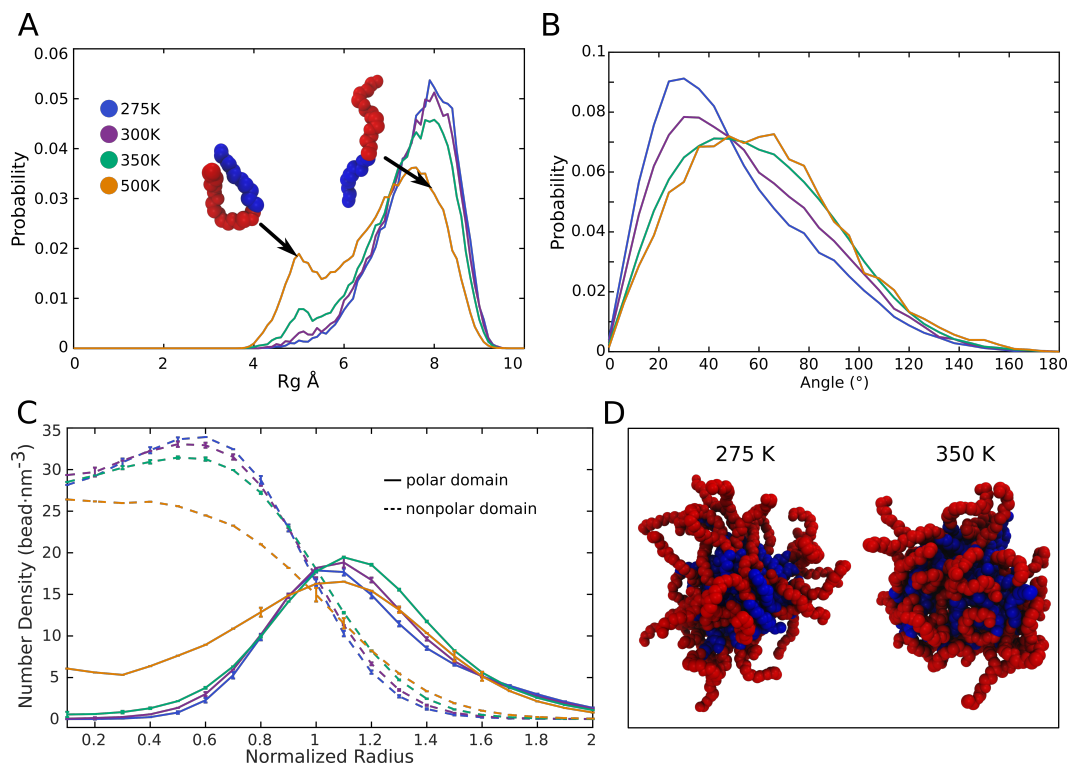 A
0.06
0.05
0.04
0.03
0.02
0.01
0
Probability
275K
300K
350K
500K
0 2 4 6 8 10
Rg Å
B
0.1
0.08
0.06
0.04
0.02
0
Probability
0 20 40 60 80 100 120 140 160 180
Angle (°)
C
35
30
25
20
15
10
5
0
Number Density (bead·nm⁻³)
polar domain
nonpolar domain
0.2 0.4 0.6 0.8 1 1.2 1.4 1.6 1.8 2
Normalized Radius
D
275 K 350 K